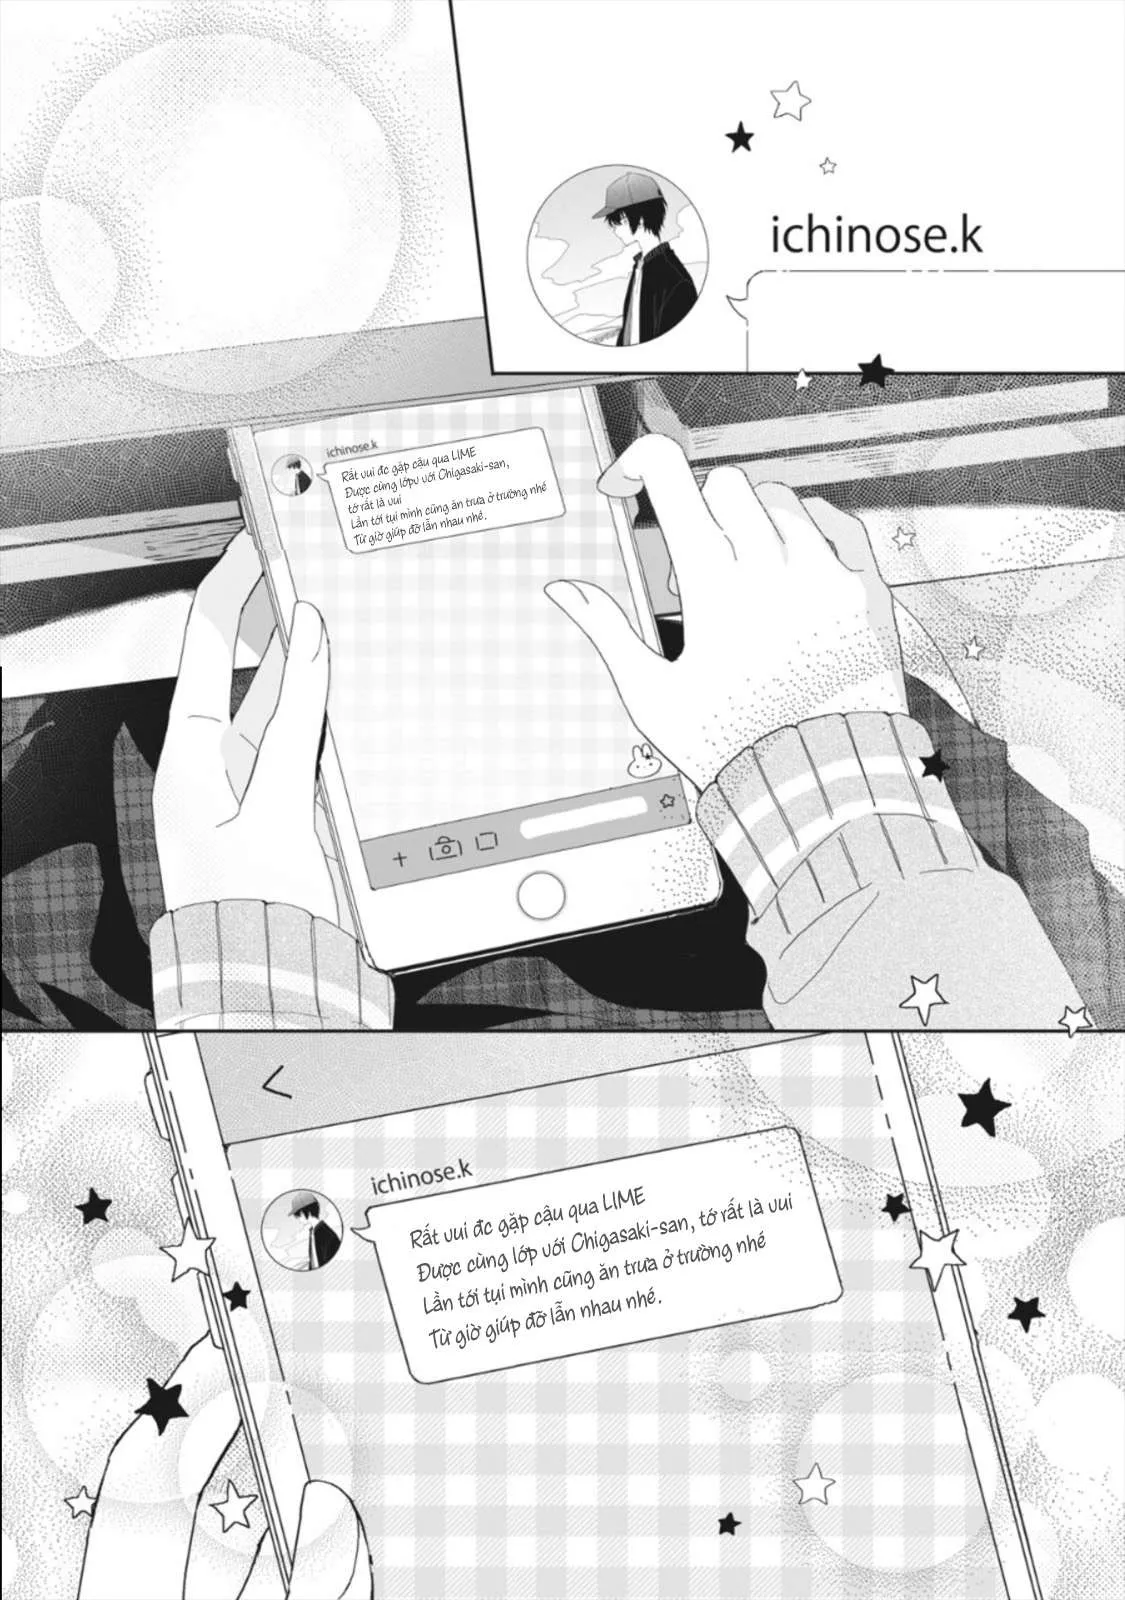 ichinose.k
ichinose.k
Rất vui đc gặp cậu qua LIME
Được cùng lớpv với Chigasaki-san,
tớ rất là vui
Lần tới tụi mình cũng ăn trưa ở trường nhé
Từ giờ giúp đỡ lẫn nhau nhé.
ichinose.k
Rất vui đc gặp cậu qua LIME
Được cùng lớp với Chigasaki-san, tớ rất là vui
Lần tới tụi mình cũng ăn trưa ở trường nhé
Từ giờ giúp đỡ lẫn nhau nhé.